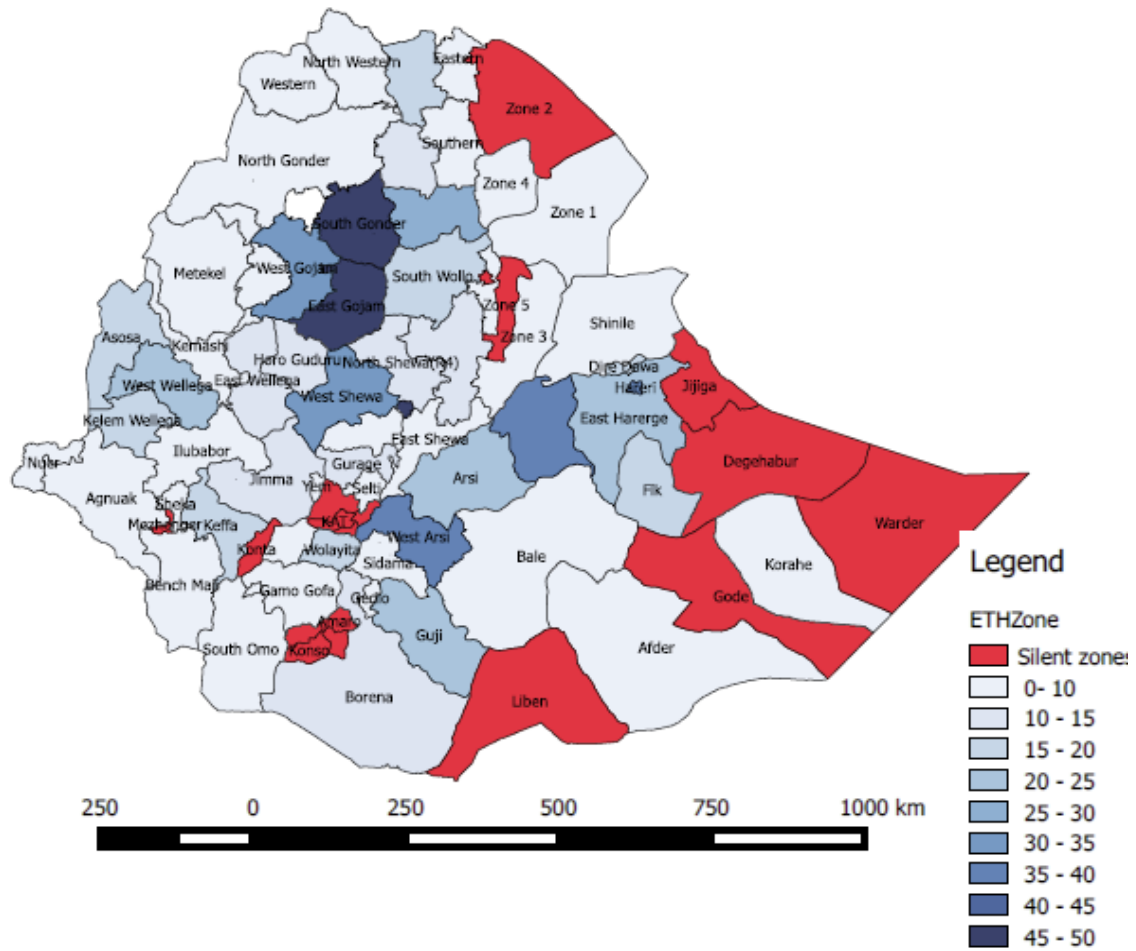 North Western
Eastern
Western
Zone 2
Southern
North Gonder
Zone 4
Zone 1
South Gonder
Metekel
West Gojam
South Wollo
East Gojam
Zone 5
Asosa
Kemashi
Haro Guduru
North Shewa(R4)
Zone 3
Shinile
Dire Dawa
West Wellega
East Wellega
Hareri
Jijiga
West Shewa
Kelem Wellega
East Harerge
East Shewa
Ilubabor
Gurage
Degehabur
Nuer
Jimma
Yem
Selti
Arsi
Fik
Agnuak
Sheka
Mezhenger
Keffa
KAT
Warder
Konta
Wolayita
West Arsi
Sidama
Bale
Korahe
Bench Maji
Gamo Gofa
Gedio
Gode
Amaro
Guji
South Omo
Konso
Afder
Borena
Liben
Legend
ETHZone
Silent zones
0- 10
10 - 15
15 - 20
20 - 25
25 - 30
30 - 35
35 - 40
40 - 45
45 - 50
250 0 250 500 750 1000 km